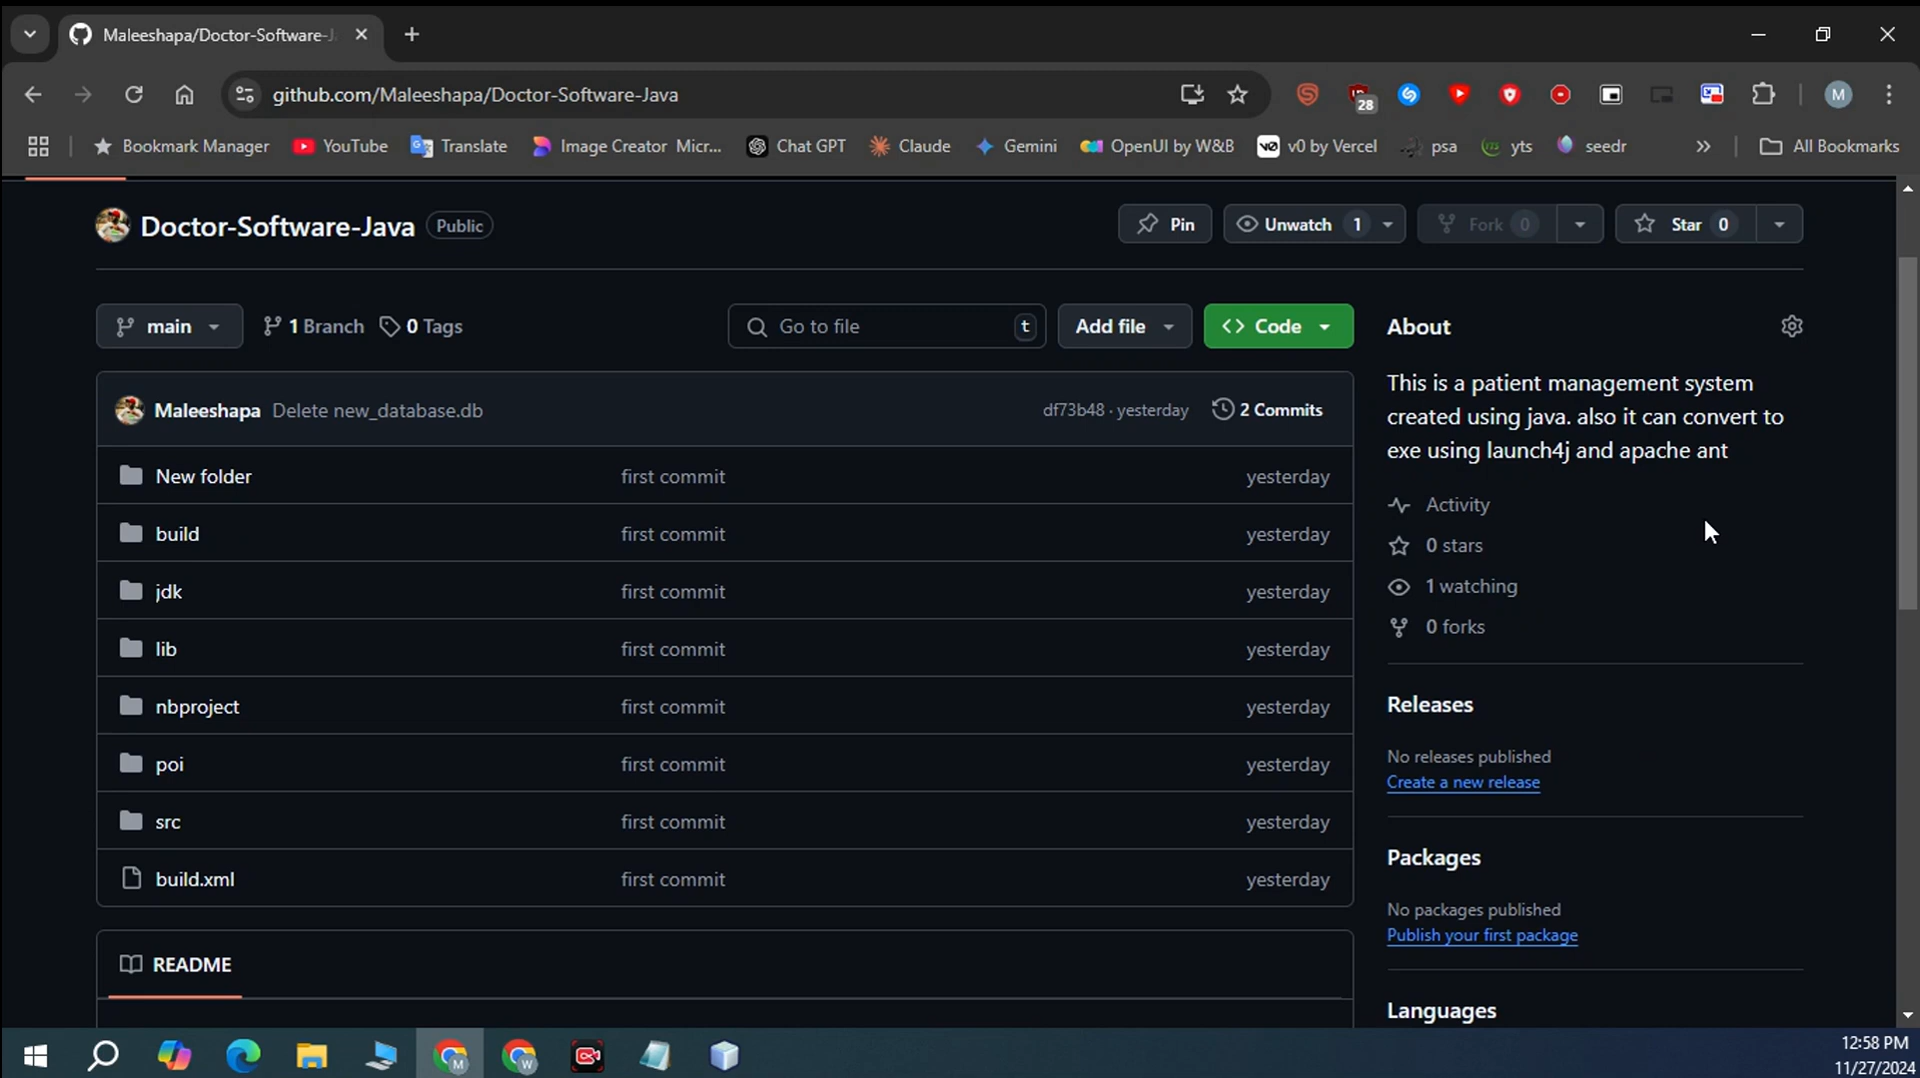 Maleeshapa/Doctor-Software-J
github.com/Maleeshapa/Doctor-Software-Java
28
M
Bookmark Manager
YouTube
Translate
Image Creator Micr...
Chat GPT
Claude
Gemini
OpenUI by W&B
v0 by Vercel
psa
yts
seedr
All Bookmarks
Doctor-Software-Java
Public
Pin
Unwatch 1
Fork 0
Star 0
main
1 Branch
0 Tags
Go to file
t
Add file
Code
Maleeshapa Delete new_database.db
df73b48 · yesterday
2 Commits
New folder first commit yesterday
build first commit yesterday
jdk first commit yesterday
lib first commit yesterday
nbproject first commit yesterday
poi first commit yesterday
src first commit yesterday
build.xml first commit yesterday
README
About
This is a patient management system
created using java. also it can convert to
exe using launch4j and apache ant
Activity
0 stars
1 watching
0 forks
Releases
No releases published
Create a new release
Packages
No packages published
Publish your first package
Languages
12:58 PM
11/27/2024